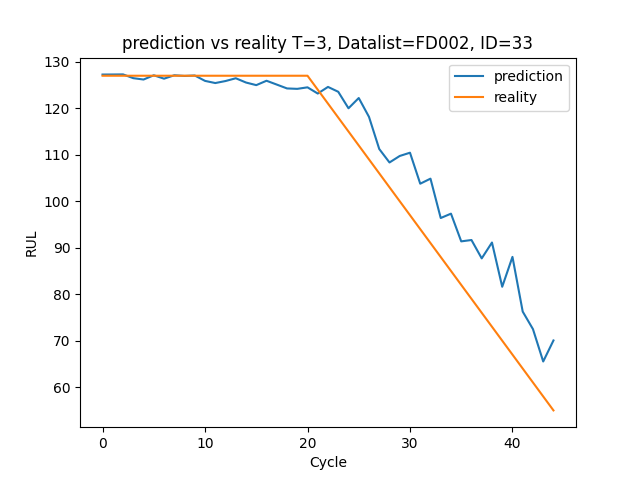 prediction vs reality T=3, Datalist=FD002, ID=33
prediction
reality
RUL
130
120
110
100
90
80
70
60
0 10 20 30 40
Cycle